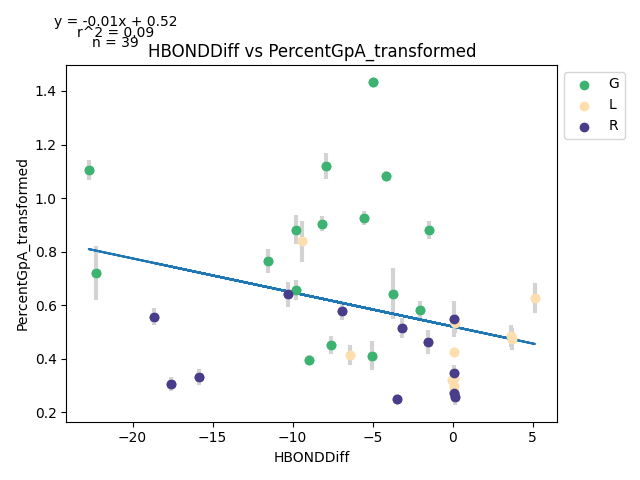 y = -0.01x + 0.52
r^2 = 0.09
n = 39
HBONDDiff vs PercentGpA_transformed
G
L
R
PercentGpA_transformed
1.4
1.2
1.0
0.8
0.6
0.4
0.2
−20
−15
−10
−5
0
5
HBONDDiff